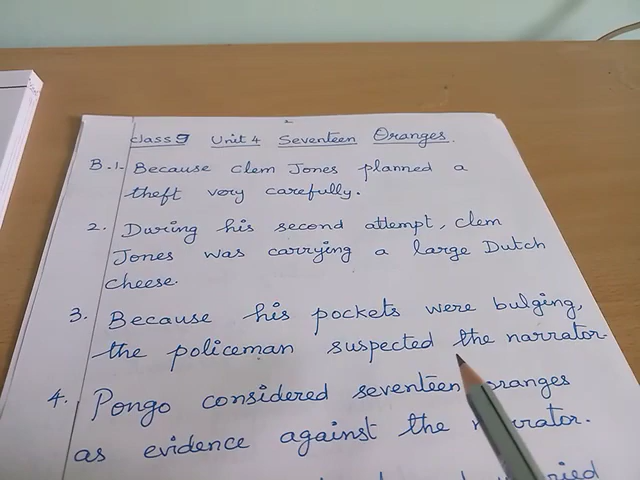 class 9 Unit 4 Seventeen Oranges.
B.1. Because Clem Jones planned a
theft very carefully.
2. During his second attempt, clem
Jones was carrying a large Dutch
cheese.
3. Because his pockets were bulging,
the policeman suspected the narrator.
4. Pongo considered seventeen oranges
as evidence against the narrator.